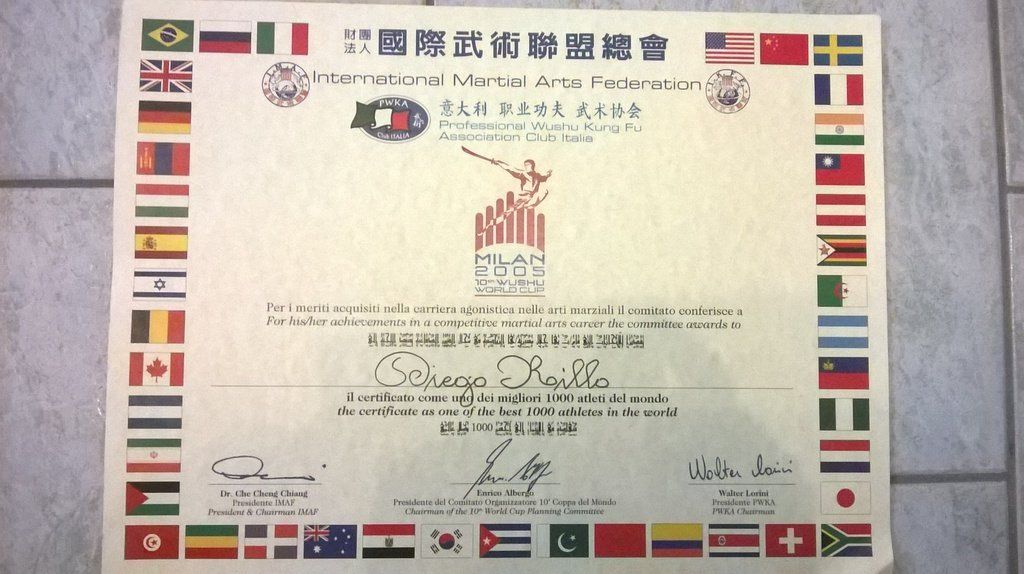 財團法人 國際武術聯盟總會
International Martial Arts Federation
PWKA
Club ITALIA
意大利 职业功夫 武术协会
Professional Wushu Kung Fu
Association Club Italia
MILAN
2005
10th WUSHU
WORLD CUP
Per i meriti acquisiti nella carriera agonistica nelle arti marziali il comitato conferisce a
For his/her achievements in a competitive martial arts career the committee awards to
Diego
il certificato come uno dei migliori 1000 atleti del mondo
the certificate as one of the best 1000 athletes in the world
1000
Walter Lorini
Dr. Che Cheng Chiang
Presidente IMAF
President & Chairman IMAF
Enrico Albergo
Presidente del Comitato Organizzatore 10° Coppa del Mondo
Chairman of the 10th World Cup Planning Committee
Walter Lorini
Presidente PWKA
PWKA Chairman